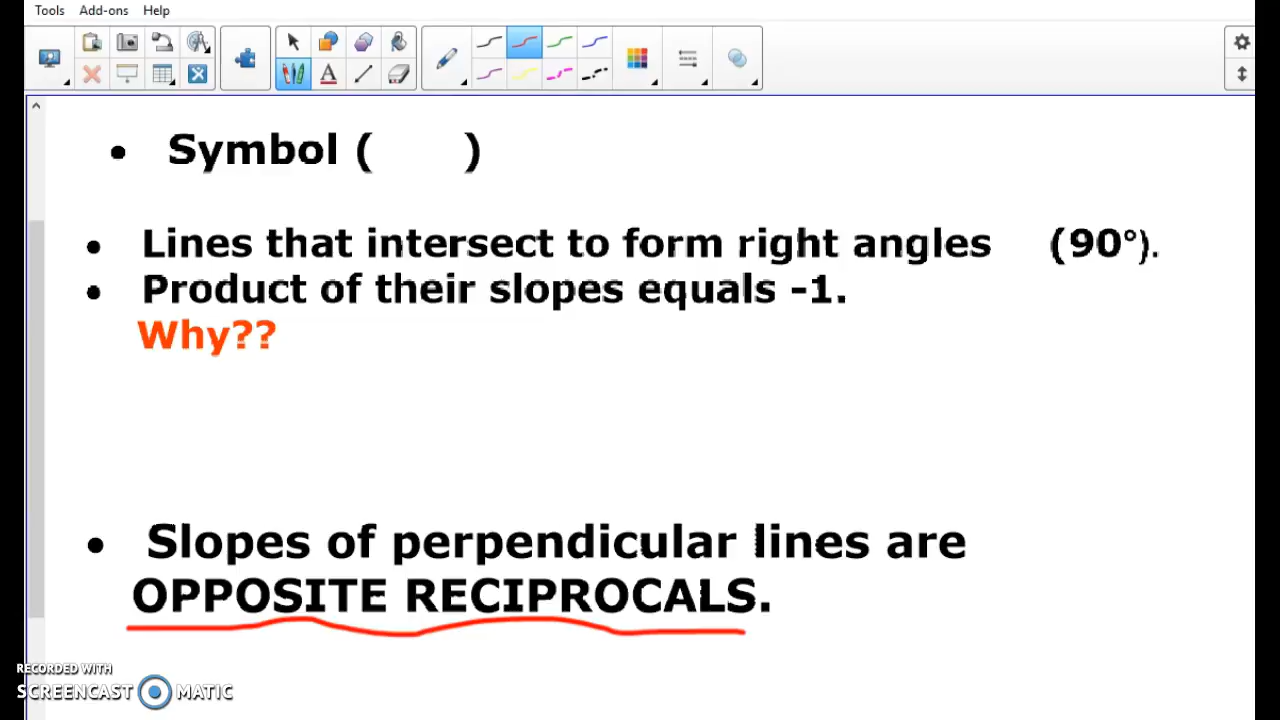 Tools Add-ons Help
• Symbol ( )
• Lines that intersect to form right angles (90°).
• Product of their slopes equals -1.
Why??
• Slopes of perpendicular lines are
OPPOSITE RECIPROCALS.
RECORDED WITH
SCREENCAST MATIC